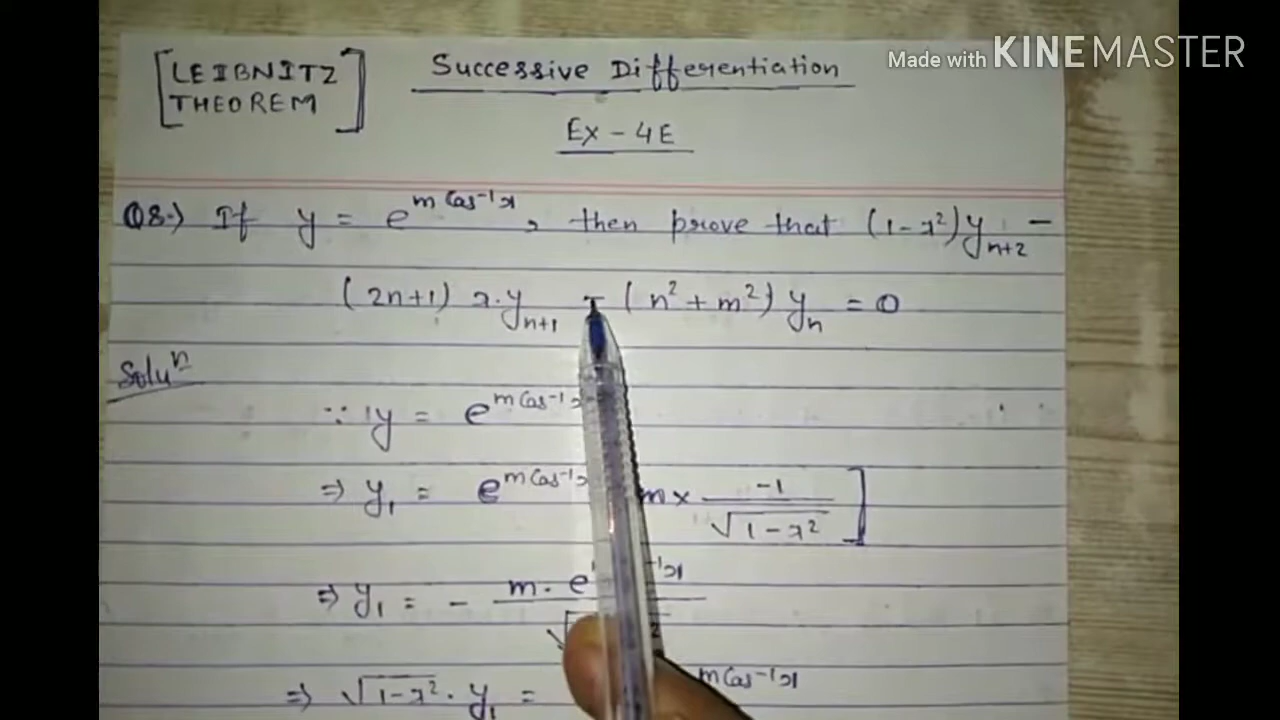 Made with KINEMASTER
[LEIBNITZ THEOREM]
Successive Differentiation
Ex - 4E
Q8.) If y = e^{m Cos⁻¹x}, then prove that (1-x²)y_{n+2} -
(2n+1) x.y_{n+1} - (n² + m²) y_n = 0
Soluⁿ
∵ y = e^{m Cos⁻¹x}
⇒ y₁ = e^{m Cos⁻¹x} m × -1/√(1-x²) ]
⇒ y₁ = - m. e
⇒ √(1-x²) . y₁ = m Cos⁻¹x